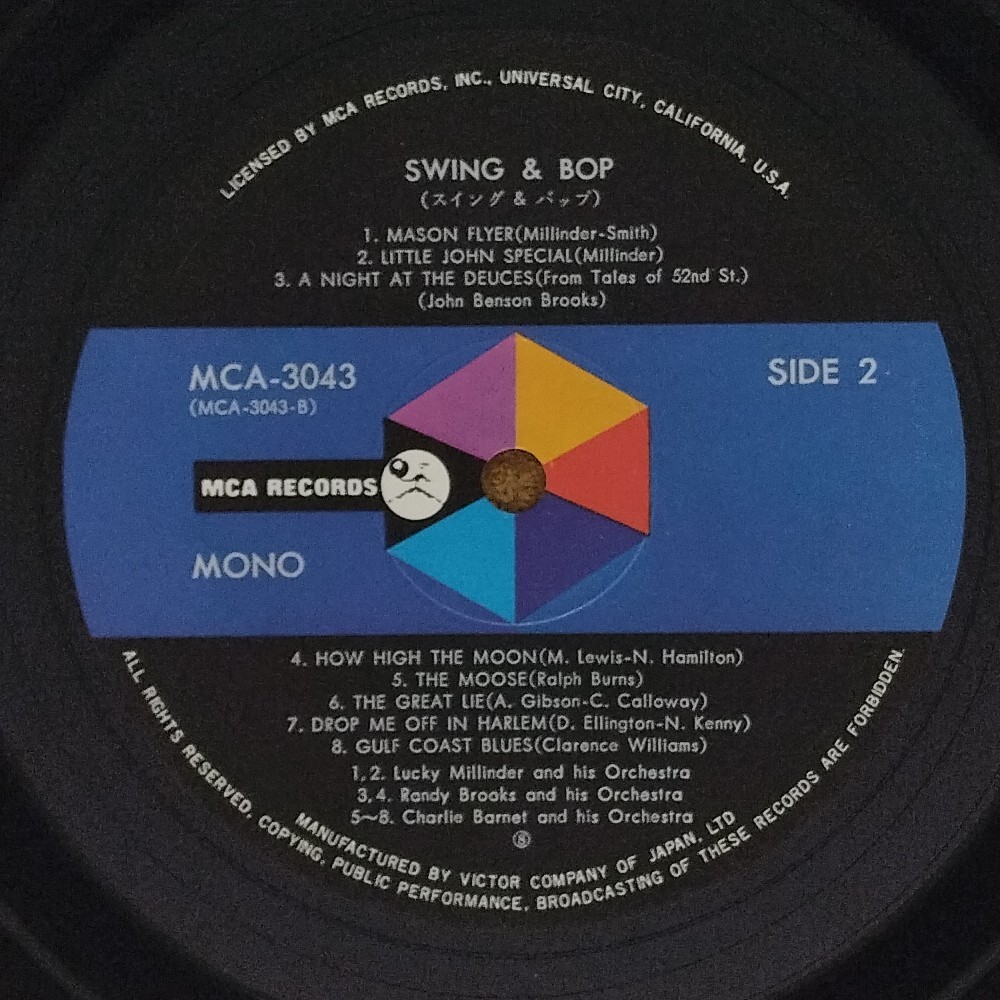 LICENSED BY MCA RECORDS, INC., UNIVERSAL CITY, CALIFORNIA, U.S.A.
SWING & BOP
(スイング & バップ)
1. MASON FLYER(Millinder-Smith)
2. LITTLE JOHN SPECIAL(Millinder)
3. A NIGHT AT THE DEUCES(From Tales of 52nd St.)
(John Benson Brooks)
MCA-3043
(MCA-3043-B)
SIDE 2
MCA RECORDS
MONO
4. HOW HIGH THE MOON(M. Lewis-N. Hamilton)
5. THE MOOSE(Ralph Burns)
6. THE GREAT LIE(A. Gibson-C. Calloway)
7. DROP ME OFF IN HARLEM(D. Ellington-N. Kenny)
8. GULF COAST BLUES(Clarence Williams)
1,2. Lucky Millinder and his Orchestra
3,4. Randy Brooks and his Orchestra
5~8. Charlie Barnet and his Orchestra
Ⓢ
MANUFACTURED BY VICTOR COMPANY OF JAPAN, LTD
ALL RIGHTS RESERVED, COPYING, PUBLIC PERFORMANCE, BROADCASTING OF THESE RECORDS ARE FORBIDDEN.